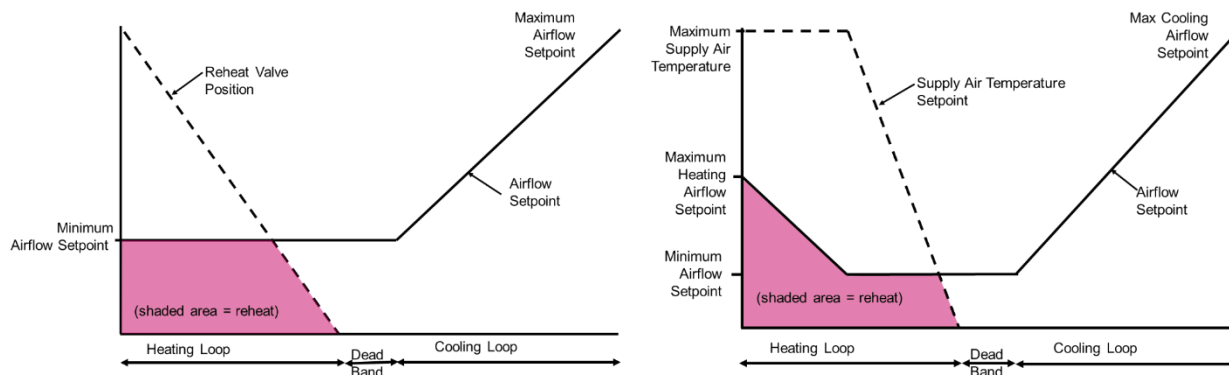 Maximum
Airflow
Setpoint
Reheat Valve
Position
Airflow
Setpoint
Minimum
Airflow Setpoint
(shaded area = reheat)
Heating Loop
Dead
Band
Cooling Loop
Maximum
Supply Air
Temperature
Max Cooling
Airflow
Setpoint
Supply Air Temperature
Setpoint
Maximum
Heating
Airflow
Setpoint
Airflow
Setpoint
Minimum
Airflow
Setpoint
(shaded area = reheat)
Heating Loop
Dead
Band
Cooling Loop